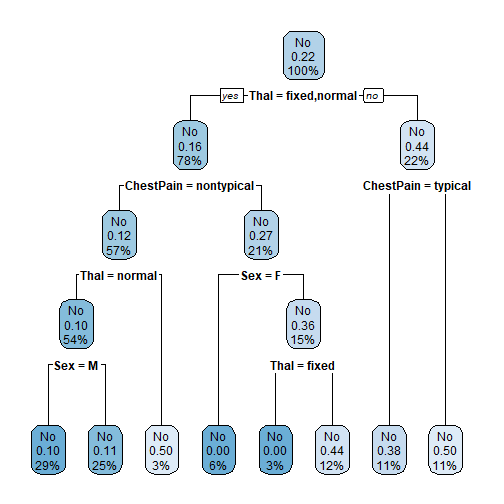 No
0.22
100%
yes Thal = fixed,normal no
No
0.16
78%
No
0.44
22%
ChestPain = nontypical
ChestPain = typical
No
0.12
57%
No
0.27
21%
Thal = normal
Sex = F
No
0.10
54%
No
0.36
15%
Sex = M
Thal = fixed
No
0.10
29%
No
0.11
25%
No
0.50
3%
No
0.00
6%
No
0.00
3%
No
0.44
12%
No
0.38
11%
No
0.50
11%